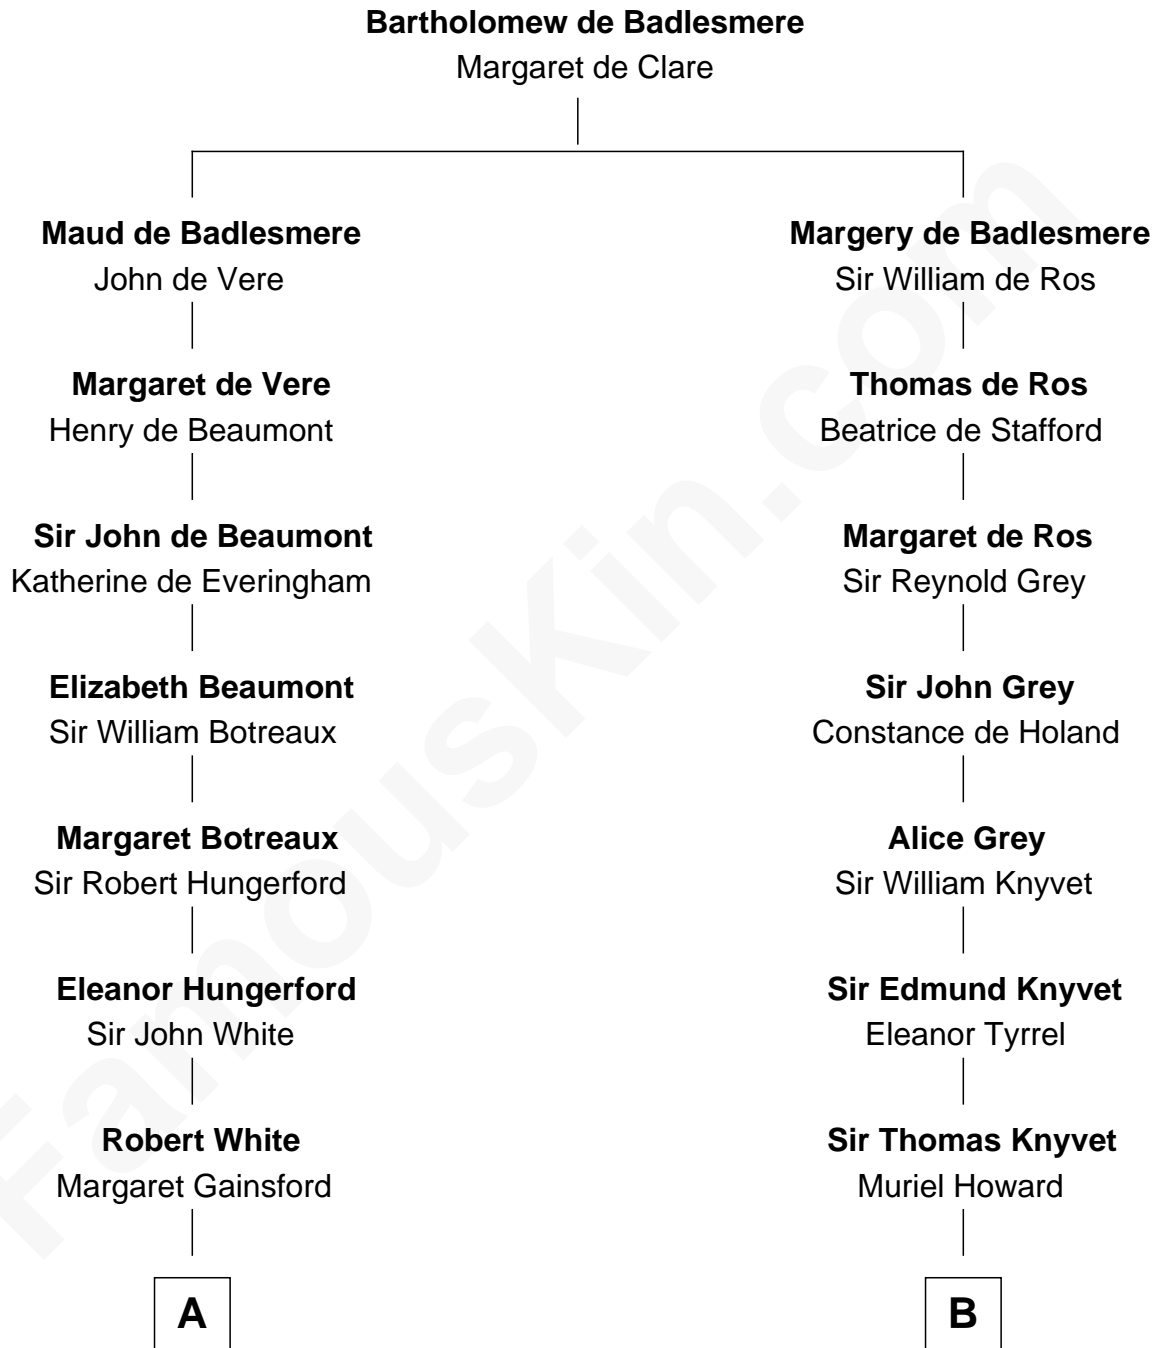 Bartholomew de Badlesmere
Margaret de Clare
Maud de Badlesmere
John de Vere
Margery de Badlesmere
Sir William de Ros
Margaret de Vere
Henry de Beaumont
Thomas de Ros
Beatrice de Stafford
Sir John de Beaumont
Katherine de Everingham
Margaret de Ros
Sir Reynold Grey
Elizabeth Beaumont
Sir William Botreaux
Sir John Grey
Constance de Holand
Margaret Botreaux
Sir Robert Hungerford
Alice Grey
Sir William Knyvet
Eleanor Hungerford
Sir John White
Sir Edmund Knyvet
Eleanor Tyrrel
Robert White
Margaret Gainsford
Sir Thomas Knyvet
Muriel Howard
A
B
FamousKin.com